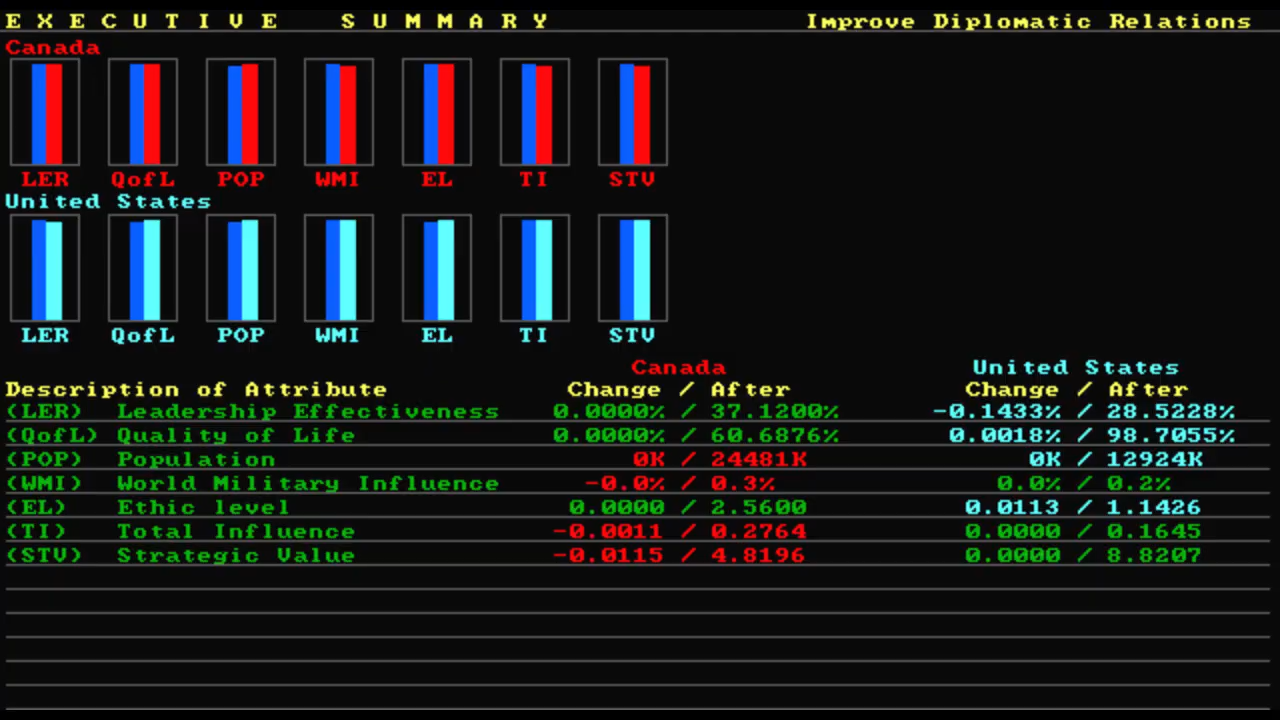 EXECUTIVE SUMMARY Improve Diplomatic Relations
Canada
LER QofL POP WMI EL TI STV
United States
LER QofL POP WMI EL TI STV
Canada United States
Description of Attribute Change / After Change / After
(LER) Leadership Effectiveness 0.0000% / 37.1200% -0.1433% / 28.5228%
(QofL) Quality of Life 0.0000% / 60.6876% 0.0018% / 98.7055%
(POP) Population 0K / 24481K 0K / 12924K
(WMI) World Military Influence -0.0% / 0.3% 0.0% / 0.2%
(EL) Ethic level 0.0000 / 2.5600 0.0113 / 1.1426
(TI) Total Influence -0.0011 / 0.2764 0.0000 / 0.1645
(STV) Strategic Value -0.0115 / 4.8196 0.0000 / 8.8207